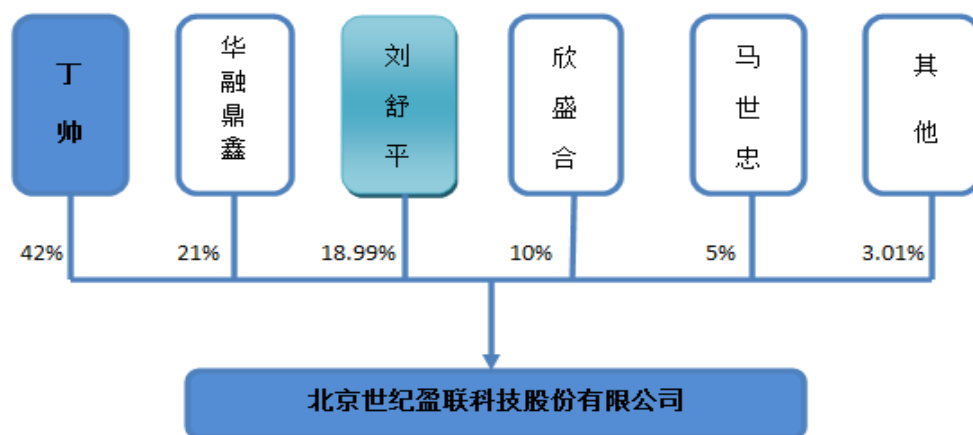 丁帅
华融鼎鑫
刘舒平
欣盛合
马世忠
其他
42%
21%
18.99%
10%
5%
3.01%
北京世纪盈联科技股份有限公司